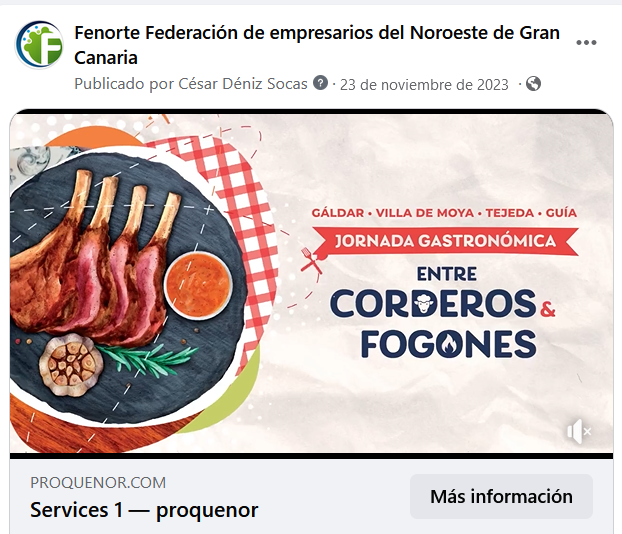 Fenorte Federación de empresarios del Noroeste de Gran
Canaria
Publicado por César Déniz Socas ? · 23 de noviembre de 2023 ·
GÁLDAR • VILLA DE MOYA • TEJEDA • GUÍA
JORNADA GASTRONÓMICA
ENTRE
CORDEROS &
FOGONES
PROQUENOR.COM
Services 1 — proquenor
Más información